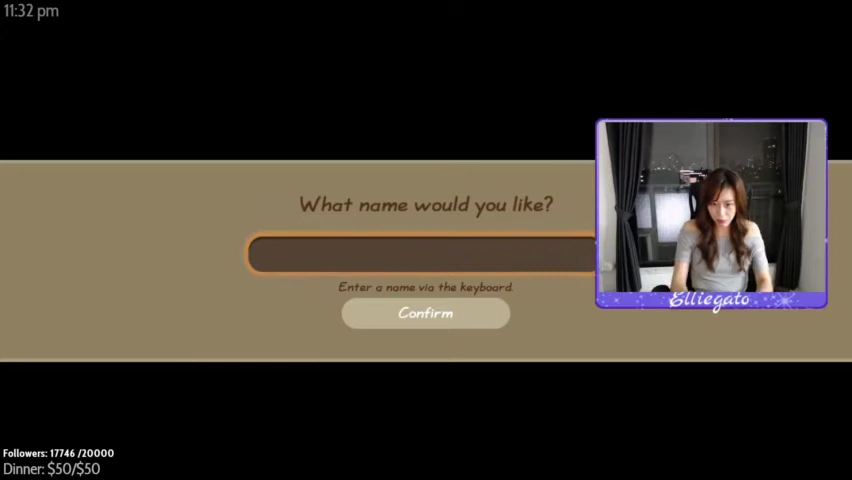 11:32 pm
What name would you like?
Enter a name via the keyboard.
Confirm
Elliegato
Followers: 17746 /20000
Dinner: $50/$50